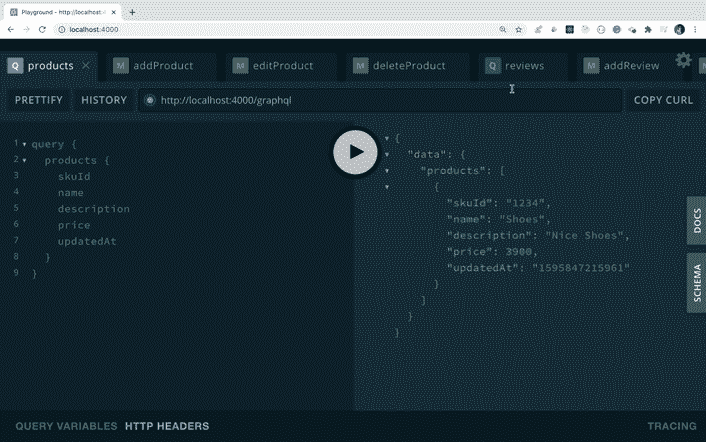 Playground - http://localhost:4
localhost:4000
Q products
M addProduct
M editProduct
M deleteProduct
Q reviews
M addReview
M
PRETTIFY
HISTORY
http://localhost:4000/graphql
COPY CURL
1 query {
2 products {
3 skuId
4 name
5 description
6 price
7 updatedAt
8 }
9 }
{
"data": {
"products": [
{
"skuId": "1234",
"name": "Shoes",
"description": "Nice Shoes",
"price": 3900,
"updatedAt": "1595847215961"
}
]
}
}
DOCS
SCHEMA
QUERY VARIABLES HTTP HEADERS
TRACING